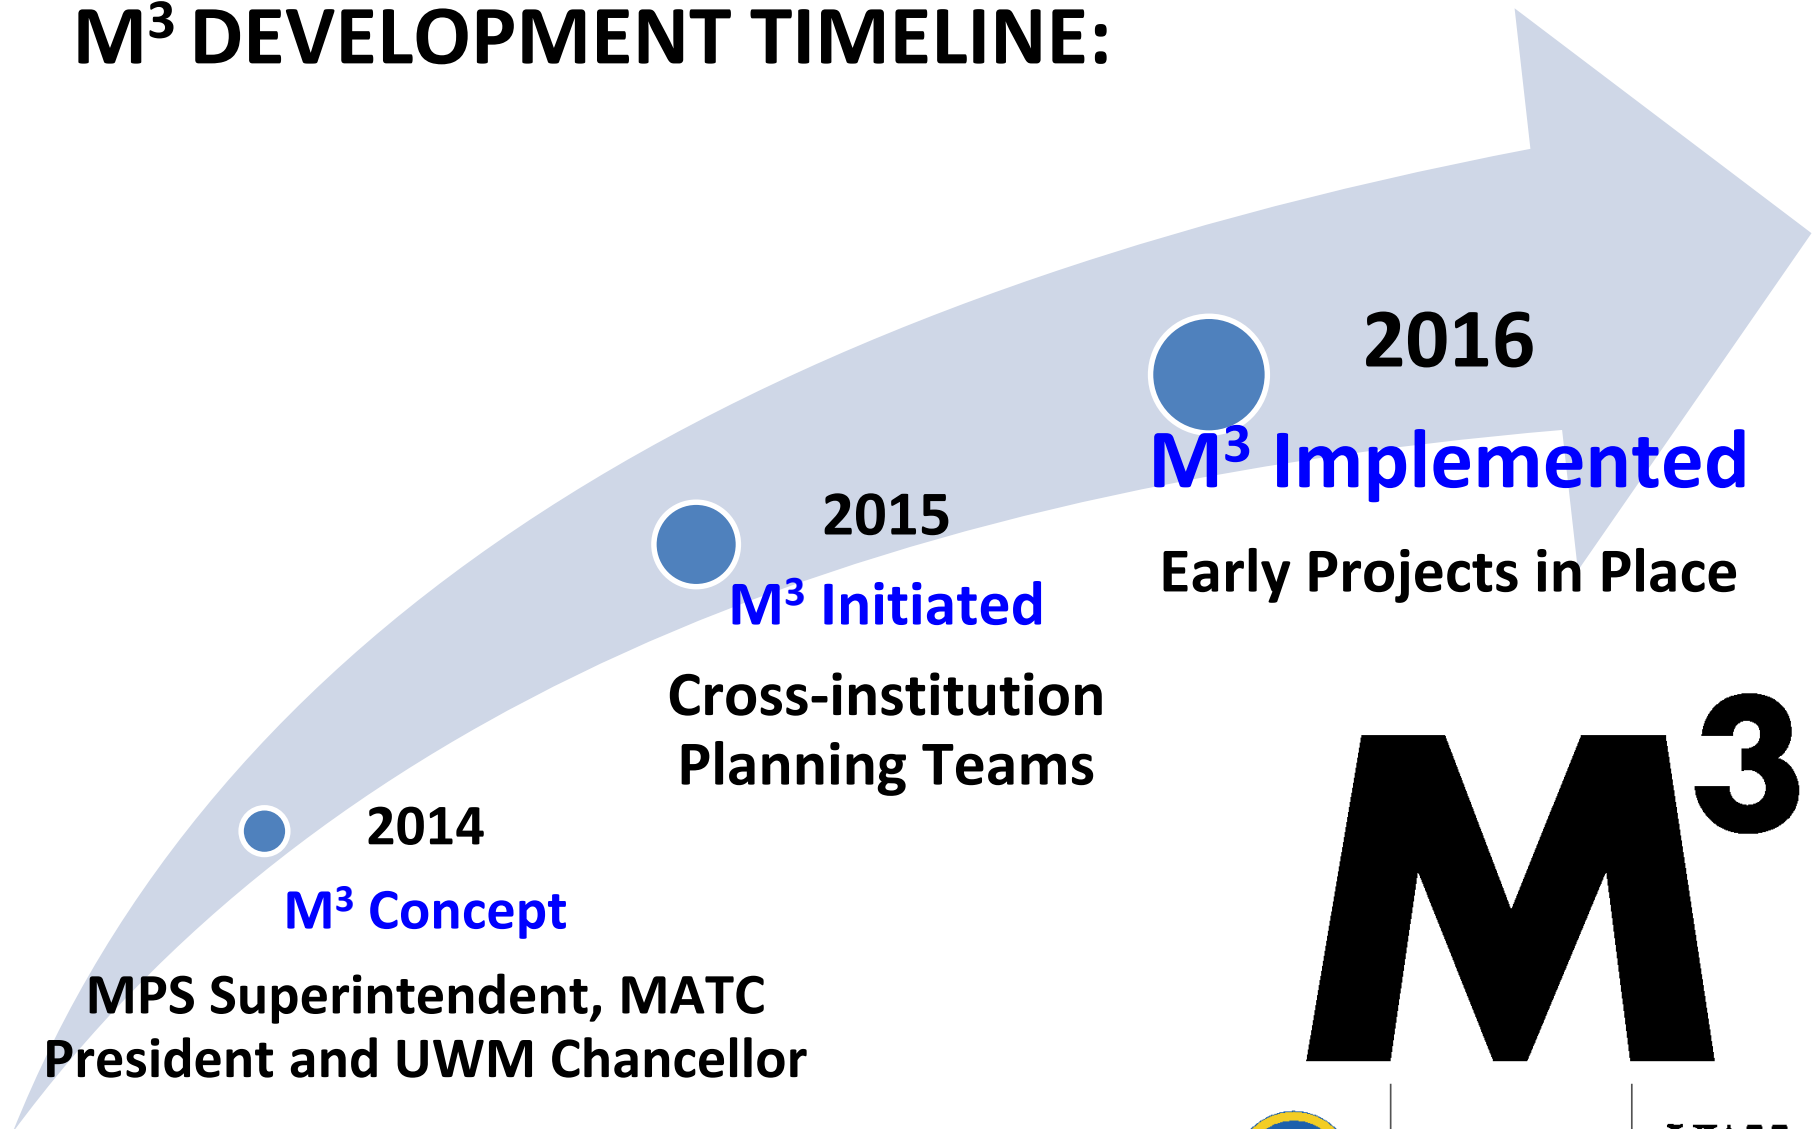 M³ DEVELOPMENT TIMELINE:
2016
M³ Implemented
Early Projects in Place
2015
M³ Initiated
Cross-institution
Planning Teams
2014
M³ Concept
MPS Superintendent, MATC
President and UWM Chancellor
M³